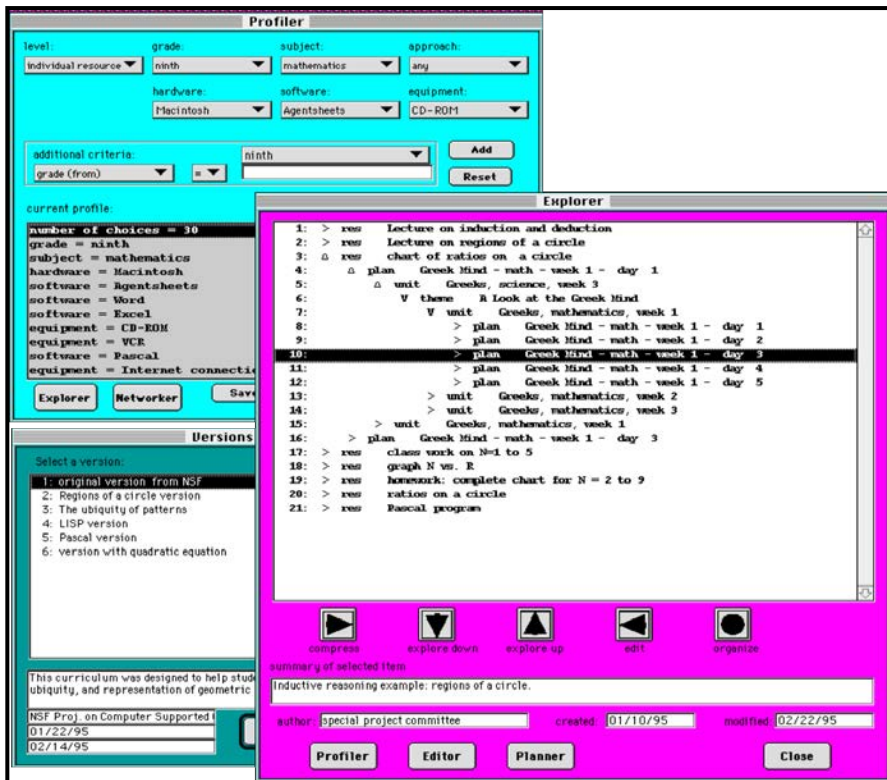 Profiler
level: grade: subject: approach:
individual resource ninth mathematics any
hardware: software: equipment:
Macintosh Agentsheets CD-ROM
additional criteria: ninth Add
grade (from) = Reset
current profile:
number of choices = 30
grade = ninth
subject = mathematics
hardware = Macintosh
software = Agentsheets
software = Word
software = Excel
equipment = CD-ROM
equipment = VCR
software = Pascal
equipment = Internet connecti
Explorer Networker Save
Versions
Select a version:
1: original version from NSF
2: Regions of a circle version
3: The ubiquity of patterns
4: LISP version
5: Pascal version
6: version with quadratic equation
This curriculum was designed to help stud
ubiquity, and representation of geometric
NSF Proj. on Computer Supported
01/22/95
02/14/95
Explorer
1: > res Lecture on induction and deduction
2: > res Lecture on regions of a circle
3: Δ res chart of ratios on a circle
4: Δ plan Greek Mind - math - week 1 - day 1
5: Δ unit Greeks, science, week 3
6: V theme A Look at the Greek Mind
7: V unit Greeks, mathematics, week 1
8: > plan Greek Mind - math - week 1 - day 1
9: > plan Greek Mind - math - week 1 - day 2
10: > plan Greek Mind - math - week 1 - day 3
11: > plan Greek Mind - math - week 1 - day 4
12: > plan Greek Mind - math - week 1 - day 5
13: > unit Greeks, mathematics, week 2
14: > unit Greeks, mathematics, week 3
15: > unit Greeks, mathematics, week 1
16: > plan Greek Mind - math - week 1 - day 3
17: > res class work on N=1 to 5
18: > res graph N vs. R
19: > res homework: complete chart for N = 2 to 9
20: > res ratios on a circle
21: > res Pascal program
compress explore down explore up edit organize
summary of selected item
Inductive reasoning example: regions of a circle.
author: special project committee created: 01/10/95 modified: 02/22/95
Profiler Editor Planner Close